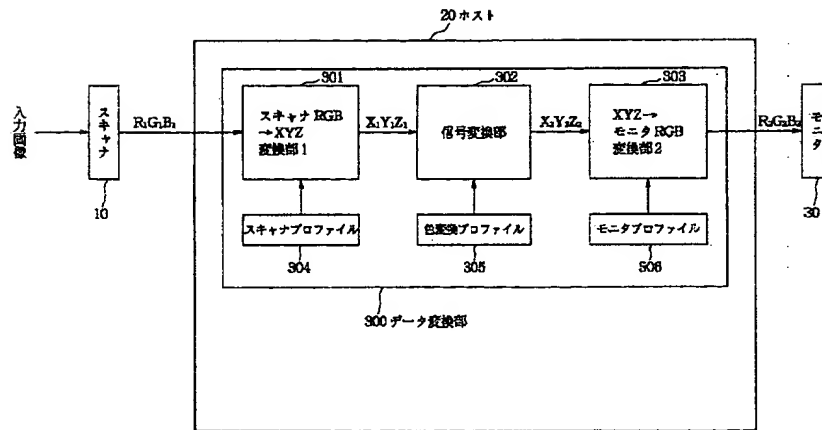 20 ホスト
301
302
303
入力画像
スキャナ
10
R₁G₁B₁
スキャナ RGB
→XYZ
変換部 1
X₁Y₁Z₁
信号変換部
X₂Y₂Z₂
XYZ→
モニタ RGB
変換部 2
R₂G₂B₂
モニタ
30
スキャナプロファイル
色変換プロファイル
モニタプロファイル
304
305
306
300 データ変換部